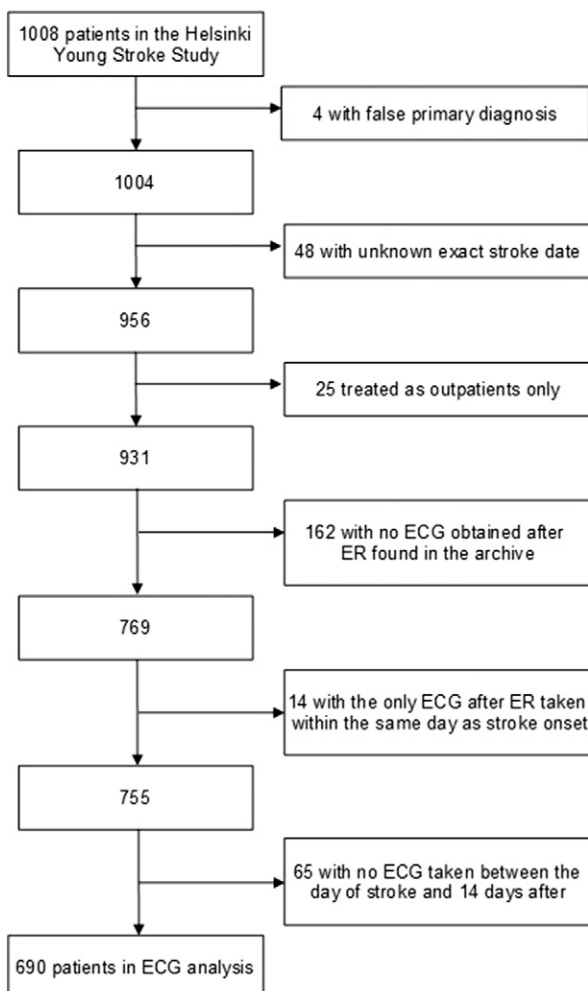 1008 patients in the Helsinki
Young Stroke Study
4 with false primary diagnosis
1004
48 with unknown exact stroke date
956
25 treated as outpatients only
931
162 with no ECG obtained after
ER found in the archive
769
14 with the only ECG after ER taken
within the same day as stroke onset
755
65 with no ECG taken between the
day of stroke and 14 days after
690 patients in ECG analysis